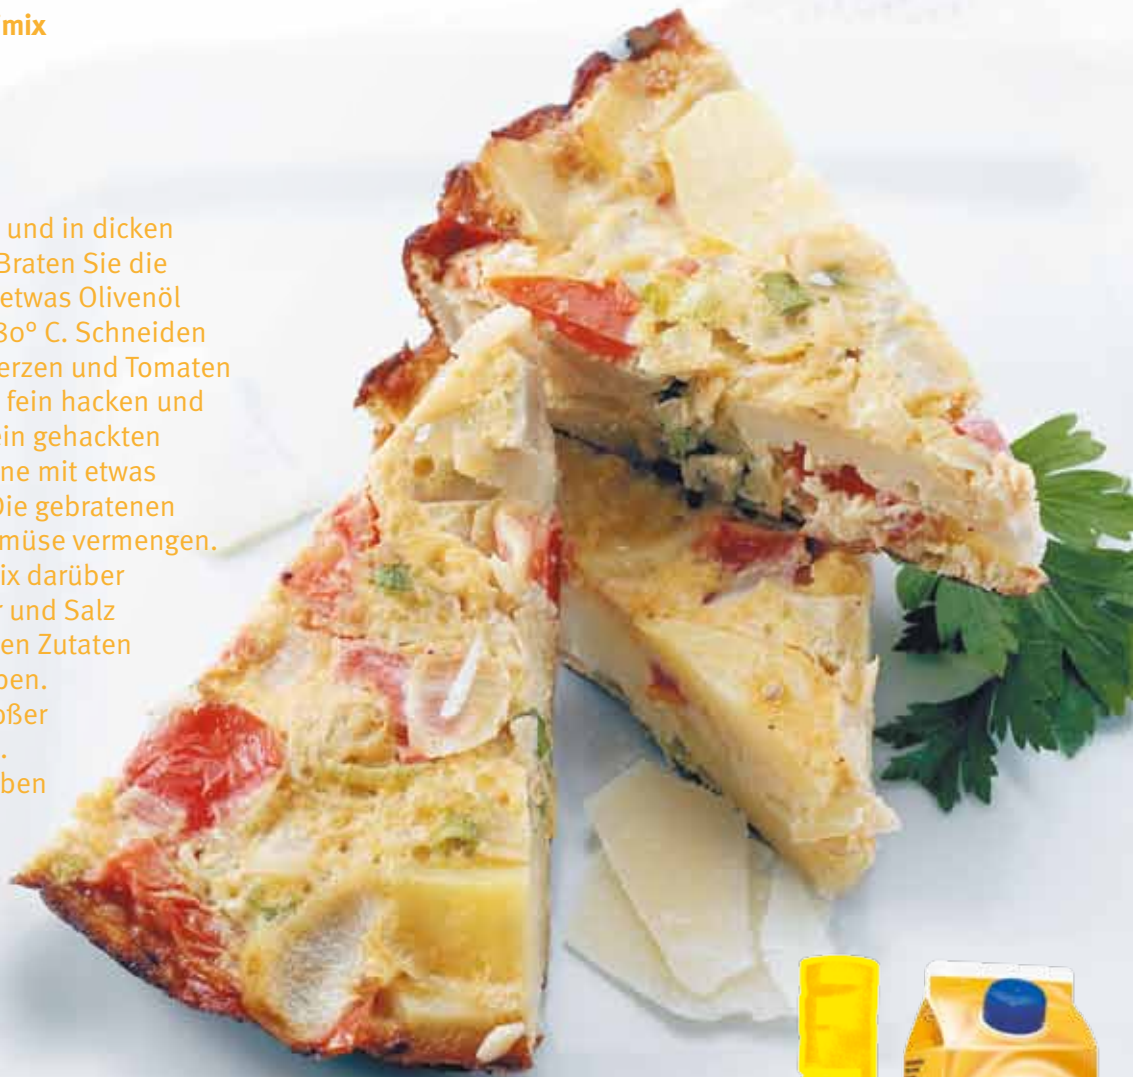 mix
und in dicken
Braten Sie die
etwas Olivenöl
80° C. Schneiden
erzen und Tomaten
fein hacken und
ein gehackten
ne mit etwas
Die gebratenen
müse vermengen.
ix darüber
r und Salz
en Zutaten
ben.
oßer
.
ben